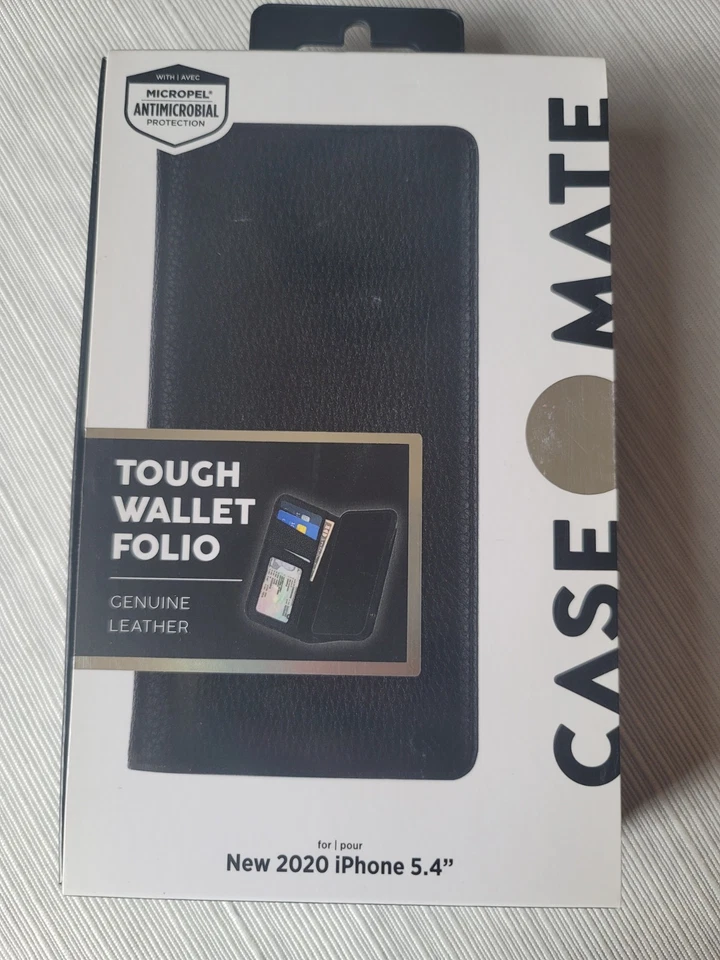 WITH | AVEC
MICROPEL®
ANTIMICROBIAL
PROTECTION
CASE MATE
TOUGH
WALLET
FOLIO
GENUINE
LEATHER
for | pour
New 2020 iPhone 5.4”